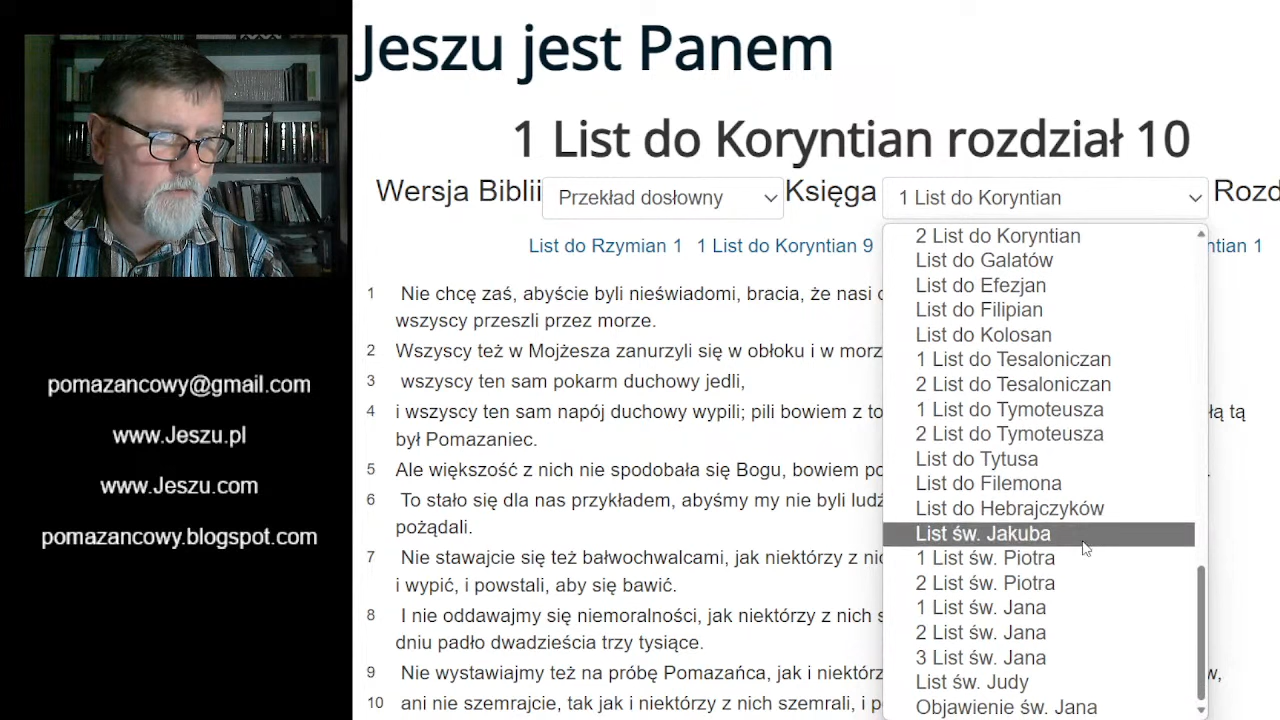 Jeszu jest Panem
1 List do Koryntian rozdział 10
Wersja Biblii Przekład dosłowny Księga 1 List do Koryntian
List do Rzymian 1 1 List do Koryntian 9
1 Nie chcę zaś, abyście byli nieświadomi, bracia, że nasi
wszyscy przeszli przez morze.
2 Wszyscy też w Mojżesza zanurzyli się w obłoku i w
3 wszyscy ten sam pokarm duchowy jedli,
4 i wszyscy ten sam napój duchowy wypili; pili bowiem z
tą
był Pomazaniec.
5 Ale większość z nich nie spodobała się Bogu, bowiem
6 To stało się dla nas przykładem, abyśmy my nie byli
pożądali.
7 Nie stawajcie się też bałwochwalcami, jak niektórzy z
i wypić, i powstali, aby się bawić.
8 I nie oddawajmy się niemoralności, jak niektórzy z nich
dniu padło dwadzieścia trzy tysiące.
9 Nie wystawiajmy też na próbę Pomazańca, jak i
10 ani nie szemrajcie, tak jak i niektórzy z nich szemrali, i
2 List do Koryntian
List do Galatów
List do Efezjan
List do Filipian
List do Kolosan
1 List do Tesaloniczan
2 List do Tesaloniczan
1 List do Tymoteusza
2 List do Tymoteusza
List do Tytusa
List do Filemona
List do Hebrajczyków
List św. Jakuba
1 List św. Piotra
2 List św. Piotra
1 List św. Jana
2 List św. Jana
3 List św. Jana
List św. Judy
Objawienie św. Jana
pomazancowy@gmail.com
www.Jeszu.pl
www.Jeszu.com
pomazancowy.blogspot.com